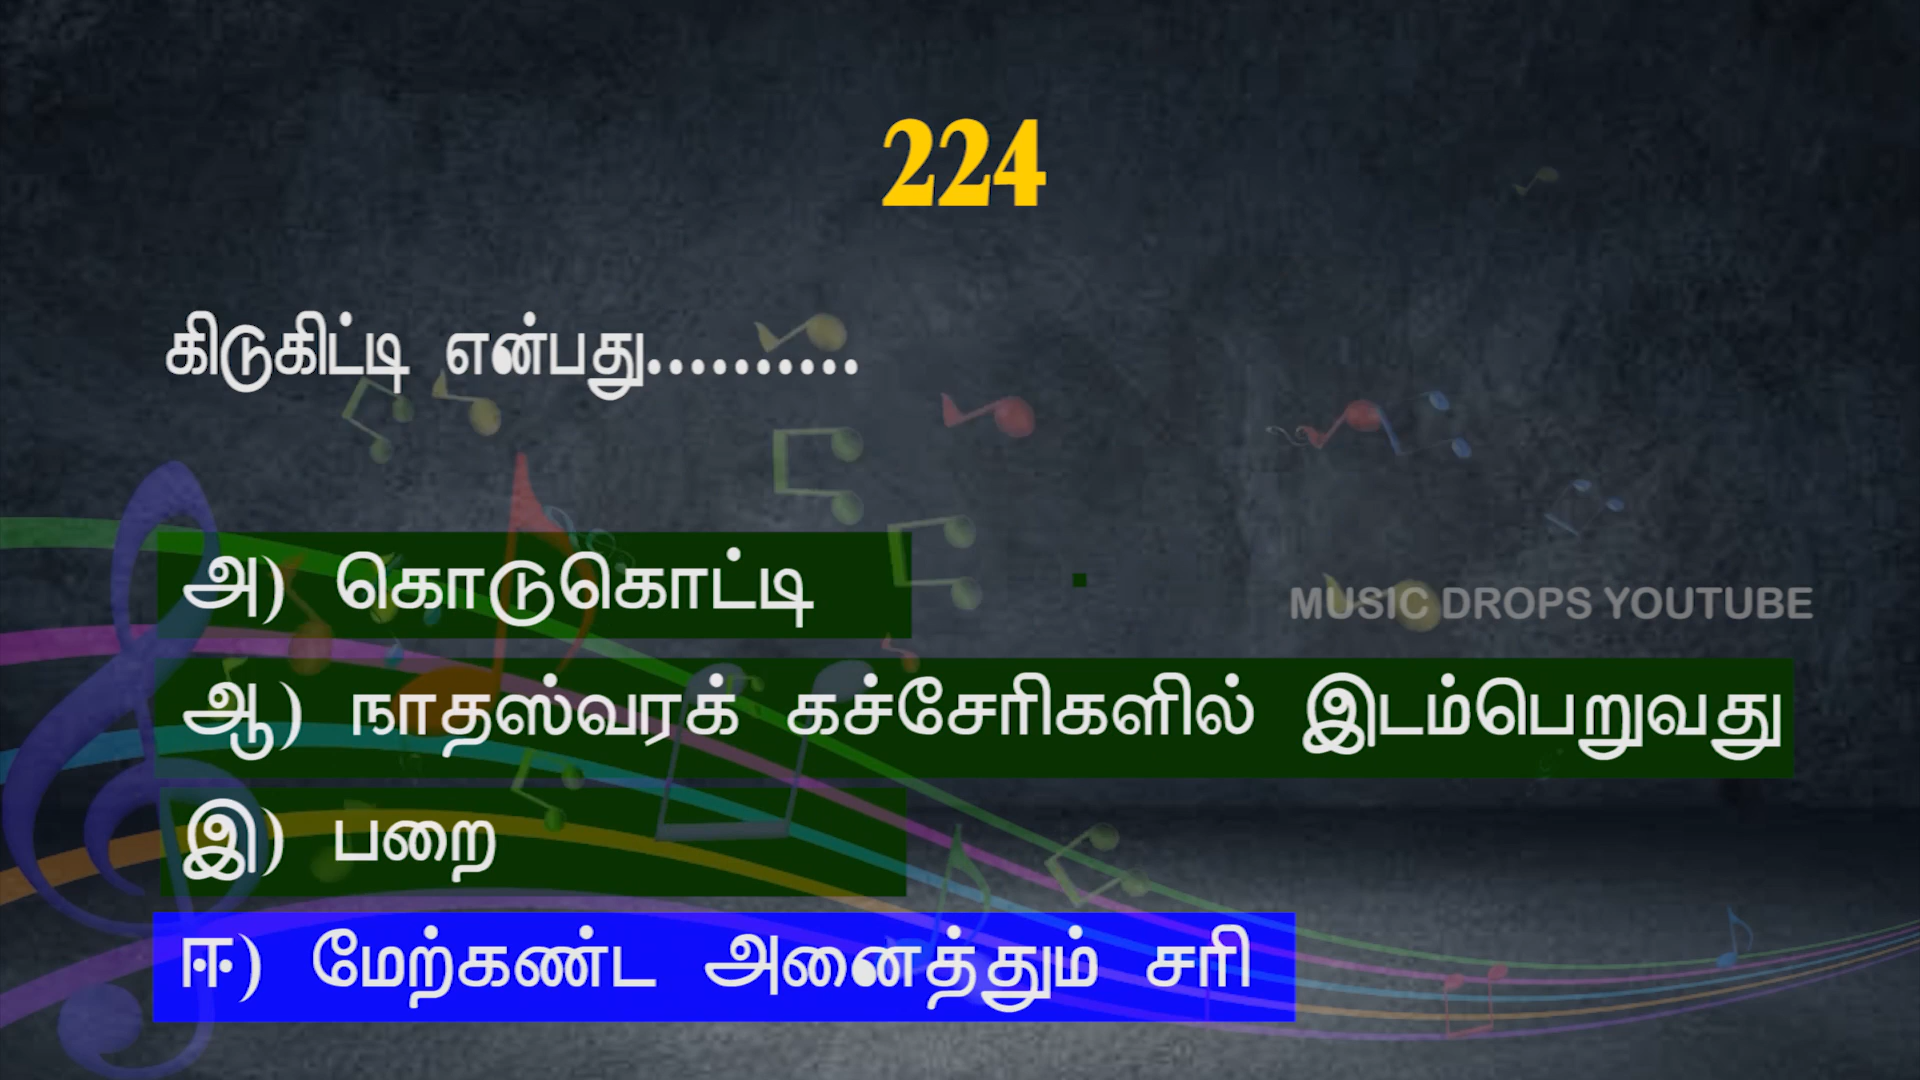 224
கிடுகிட்டி என்பது..........
அ) கொடுகொட்டி
MUSIC DROPS YOUTUBE
ஆ) நாதஸ்வரக் கச்சேரிகளில் இடம்பெறுவது
இ) பறை
ஈ) மேற்கண்ட அனைத்தும் சரி